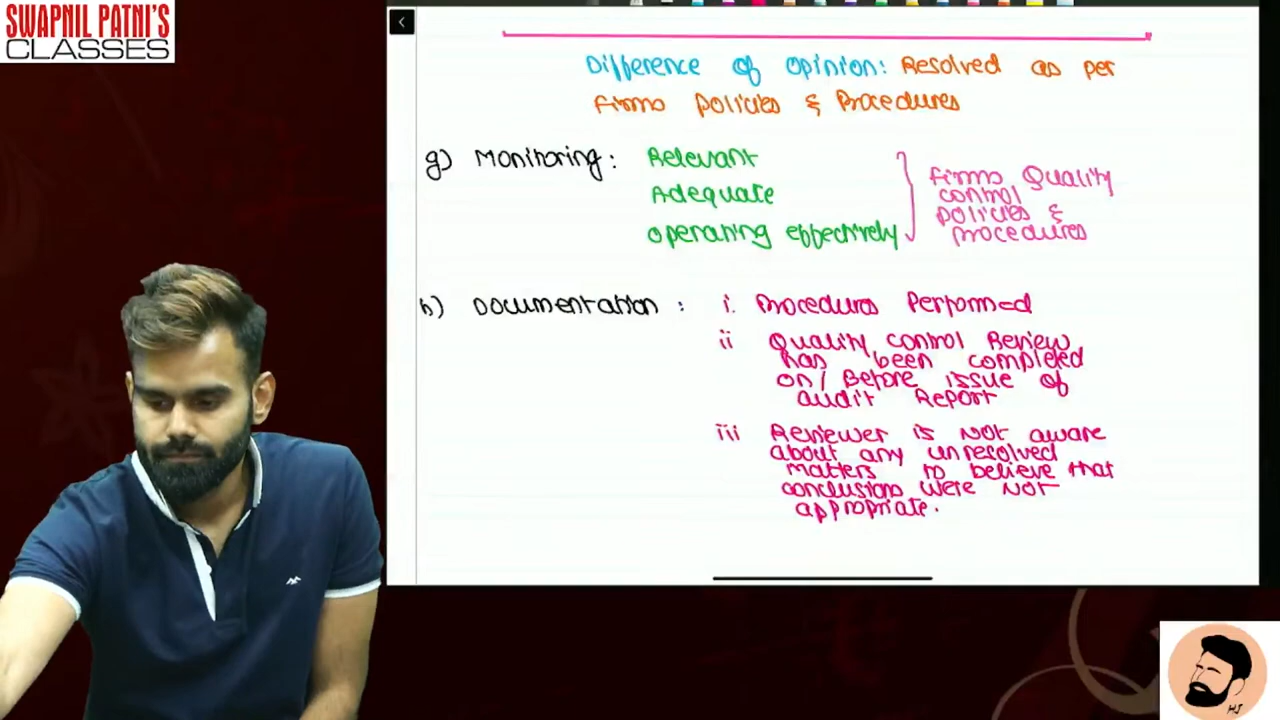 SWAPNIL PATNI'S
CLASSES
Difference of opinion: Resolved as per
firms policies & Procedures
g) Monitoring: Relevant
Adequate
operating effectively
firms Quality
control
policies &
procedures
h) Documentation : i. Procedures Performed
ii Quality control Review
has been completed
on / Before issue of
audit Report
iii Reviewer is not aware
about any unresolved
matters to believe that
conclusions were not
appropriate.
HS